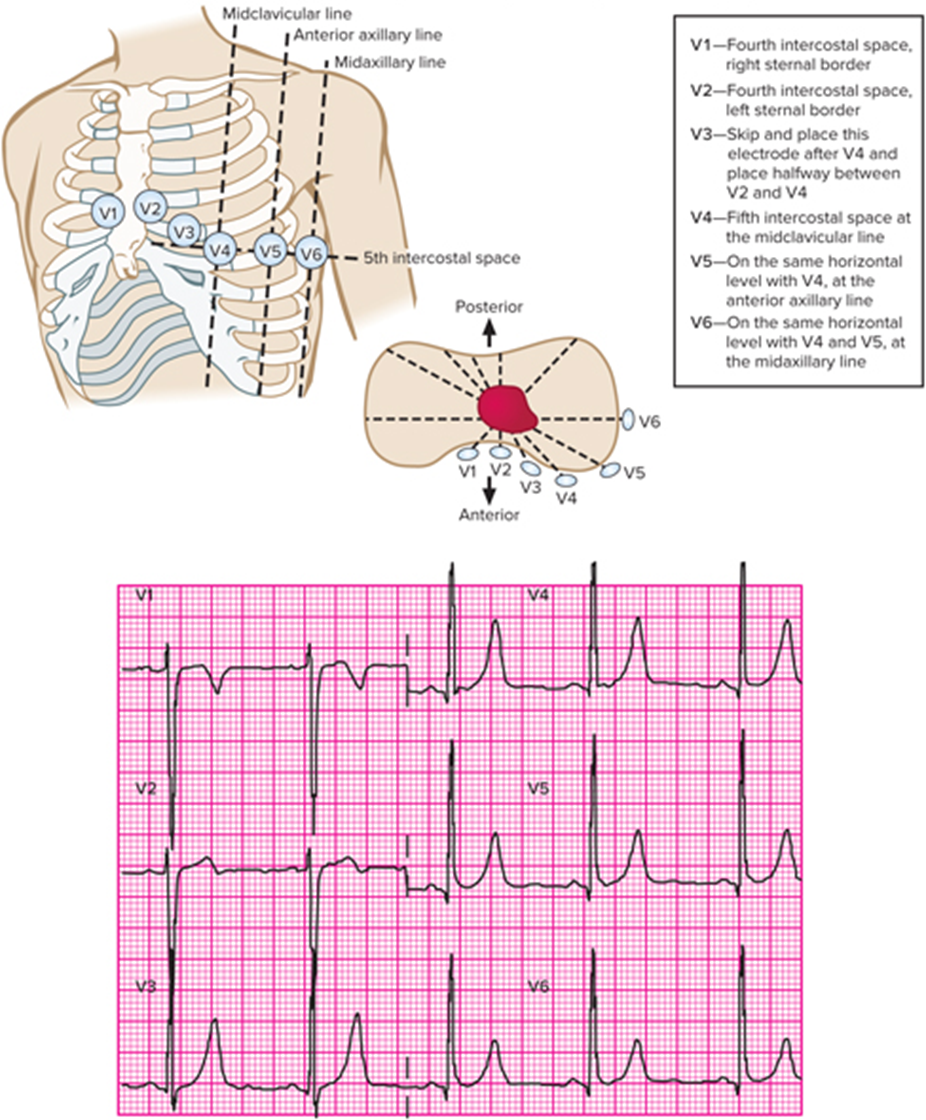 Midclavicular line
Anterior axillary line
Midaxillary line
V1
V2
V3
V4
V5
V6
5th intercostal space
V1—Fourth intercostal space,
right sternal border
V2—Fourth intercostal space,
left sternal border
V3—Skip and place this
electrode after V4 and
place halfway between
V2 and V4
V4—Fifth intercostal space at
the midclavicular line
V5—On the same horizontal
level with V4, at the
anterior axillary line
V6—On the same horizontal
level with V4 and V5, at
the midaxillary line
Posterior
V6
V1
V2
V3
V4
V5
Anterior
V1
V4
V2
V5
V3
V6